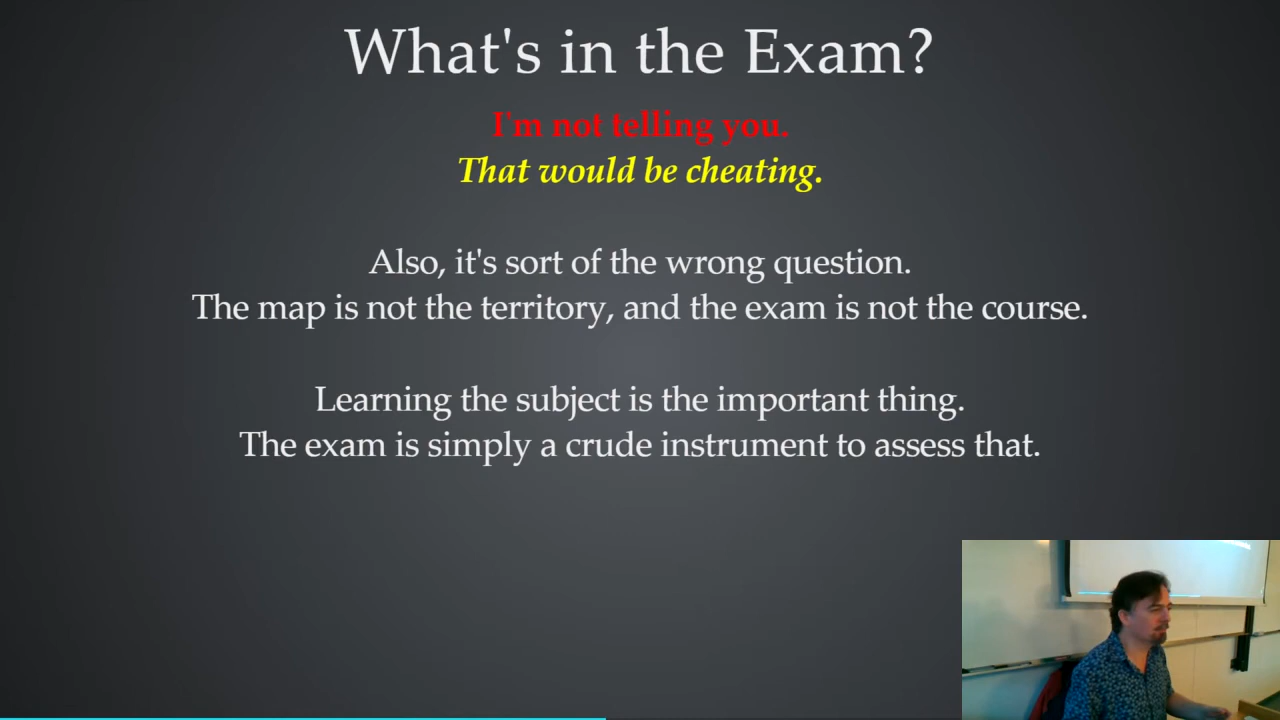 What's in the Exam?
I'm not telling you.
That would be cheating.
Also, it's sort of the wrong question.
The map is not the territory, and the exam is not the course.
Learning the subject is the important thing.
The exam is simply a crude instrument to assess that.